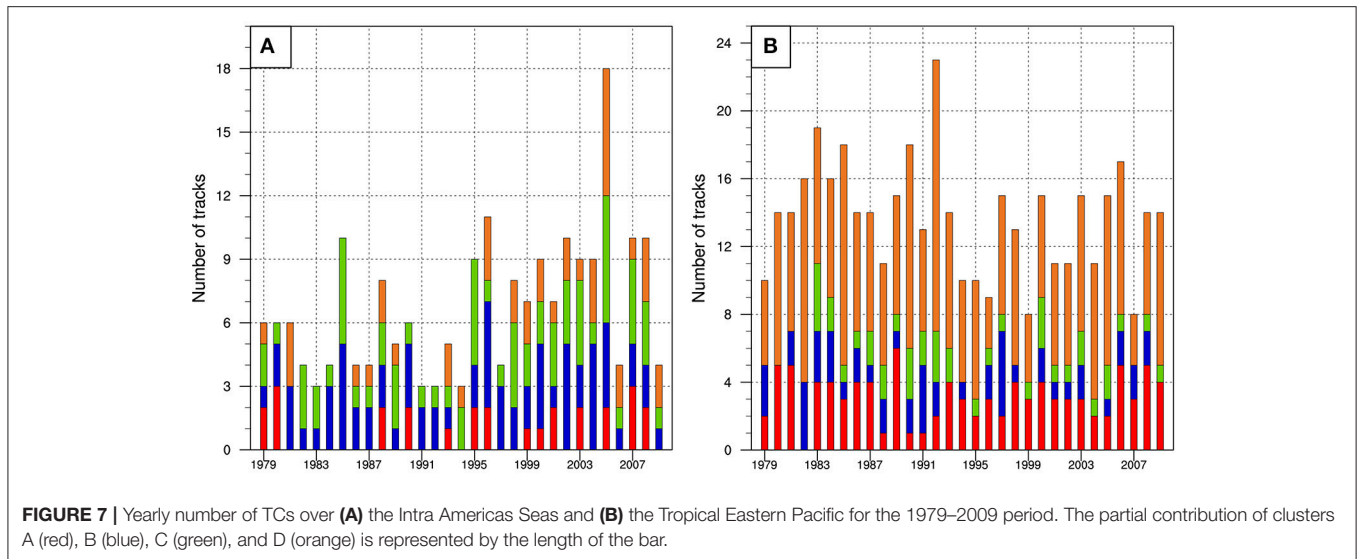 A
Number of tracks
18
15
12
9
6
3
0
1979 1983 1987 1991 1995 1999 2003 2007
B
Number of tracks
24
20
16
12
8
4
0
1979 1983 1987 1991 1995 1999 2003 2007
FIGURE 7 | Yearly number of TCs over (A) the Intra Americas Seas and (B) the Tropical Eastern Pacific for the 1979–2009 period. The partial contribution of clusters
A (red), B (blue), C (green), and D (orange) is represented by the length of the bar.